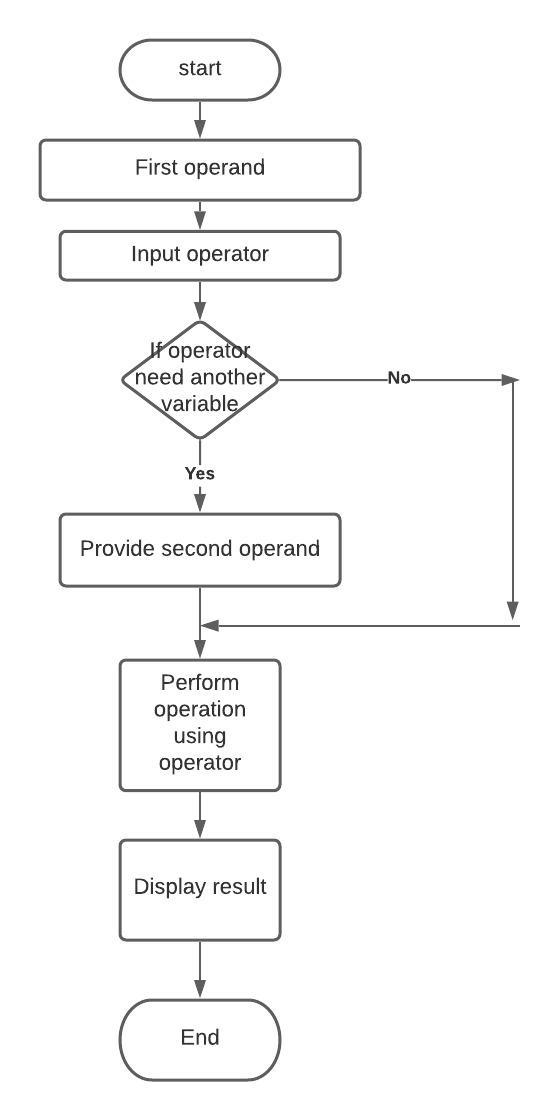 start
First operand
Input operator
If operator
need another
variable
No
Yes
Provide second operand
Perform
operation
using
operator
Display result
End